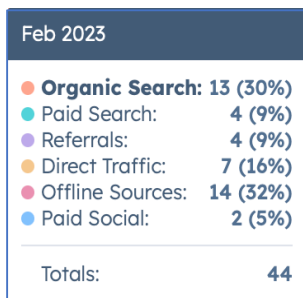 Feb 2023
Organic Search: 13 (30%)
Paid Search: 4 (9%)
Referrals: 4 (9%)
Direct Traffic: 7 (16%)
Offline Sources: 14 (32%)
Paid Social: 2 (5%)
Totals: 44